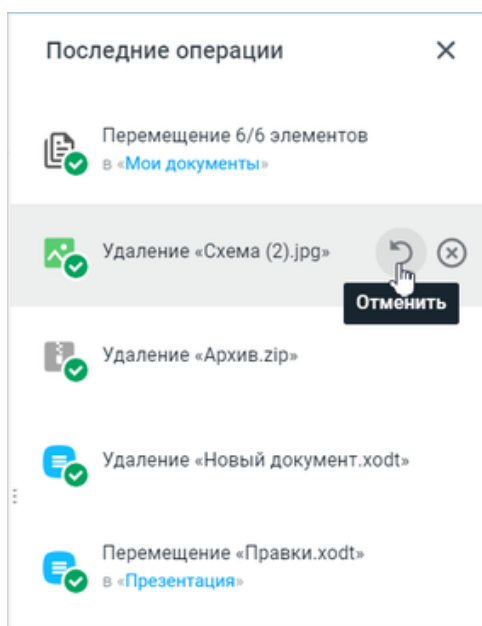 Последние операции
Перемещение 6/6 элементов
в «Мои документы»
Удаление «Схема (2).jpg»
Отменить
Удаление «Архив.zip»
Удаление «Новый документ.xodt»
Перемещение «Правки.xodt»
в «Презентация»